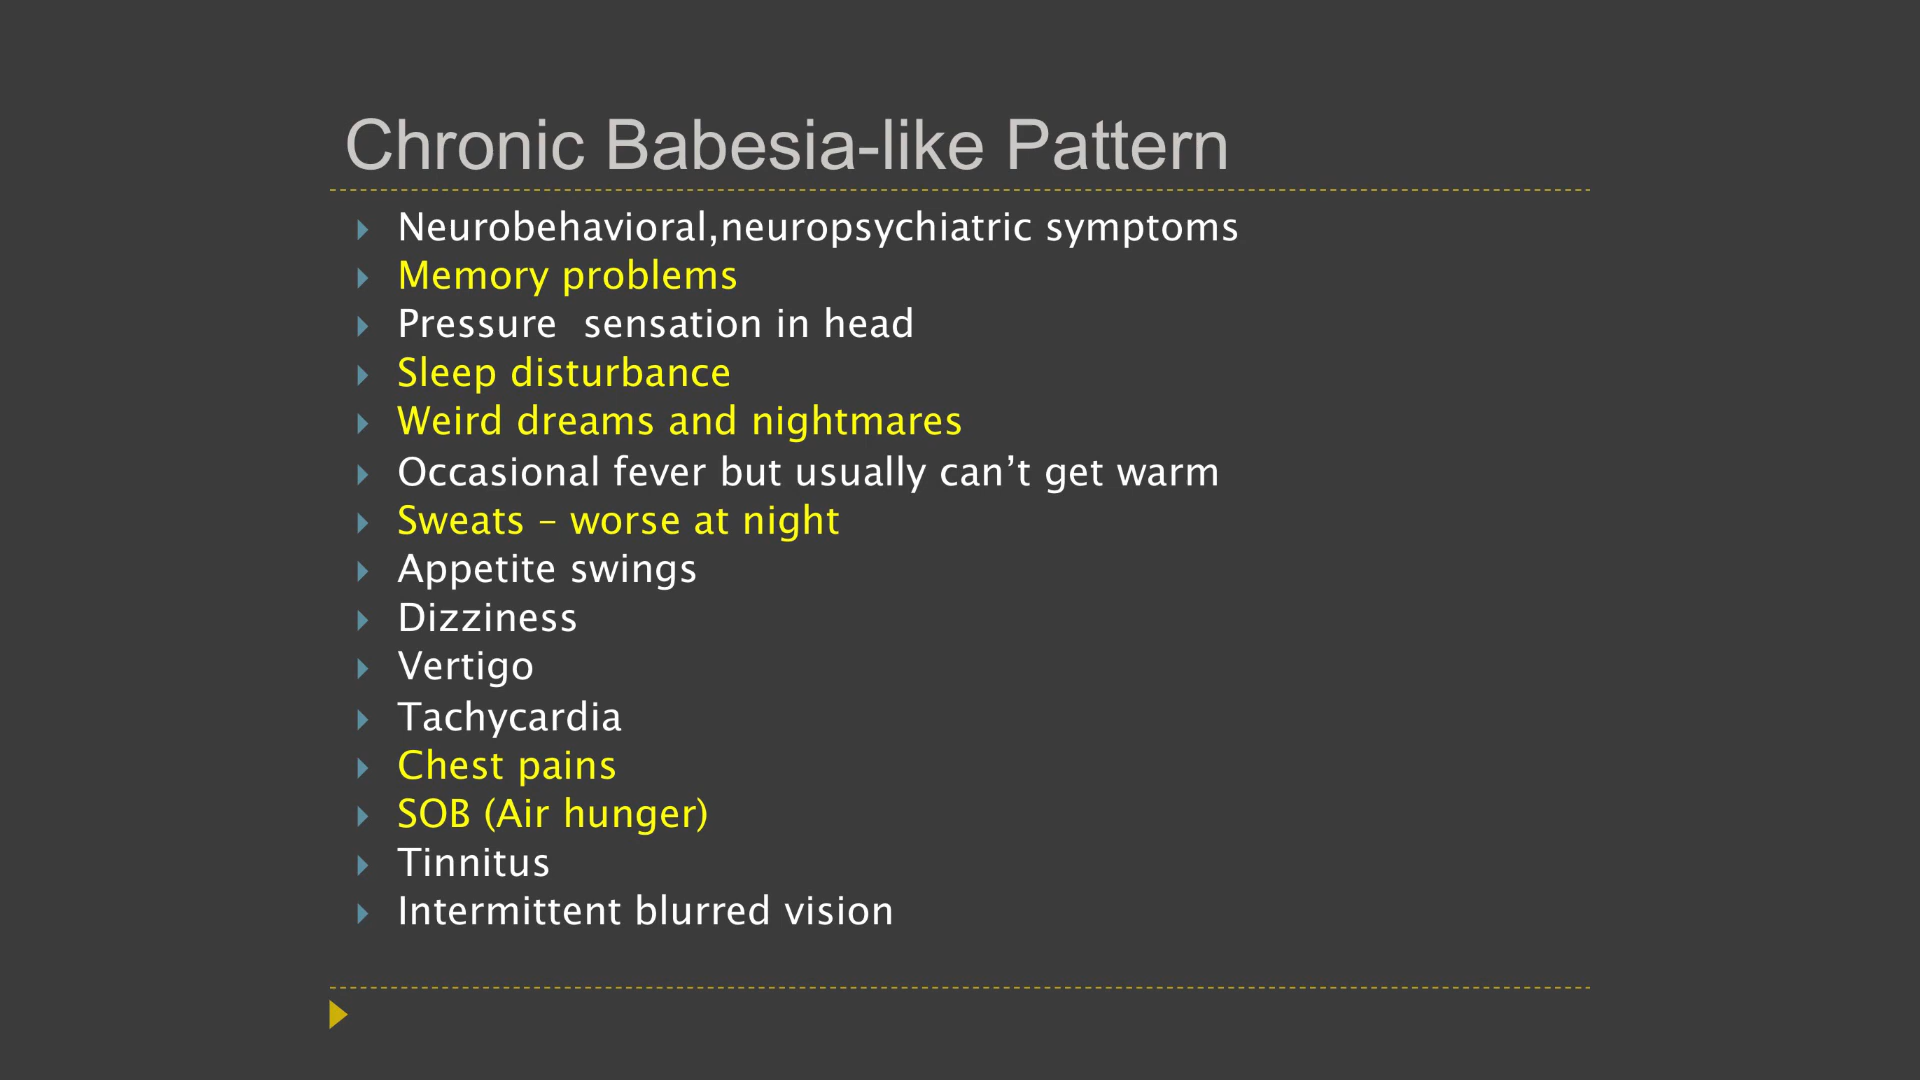 Chronic Babesia-like Pattern
Neurobehavioral,neuropsychiatric symptoms
Memory problems
Pressure  sensation in head
Sleep disturbance
Weird dreams and nightmares
Occasional fever but usually can’t get warm
Sweats – worse at night
Appetite swings
Dizziness
Vertigo
Tachycardia
Chest pains
SOB (Air hunger)
Tinnitus
Intermittent blurred vision